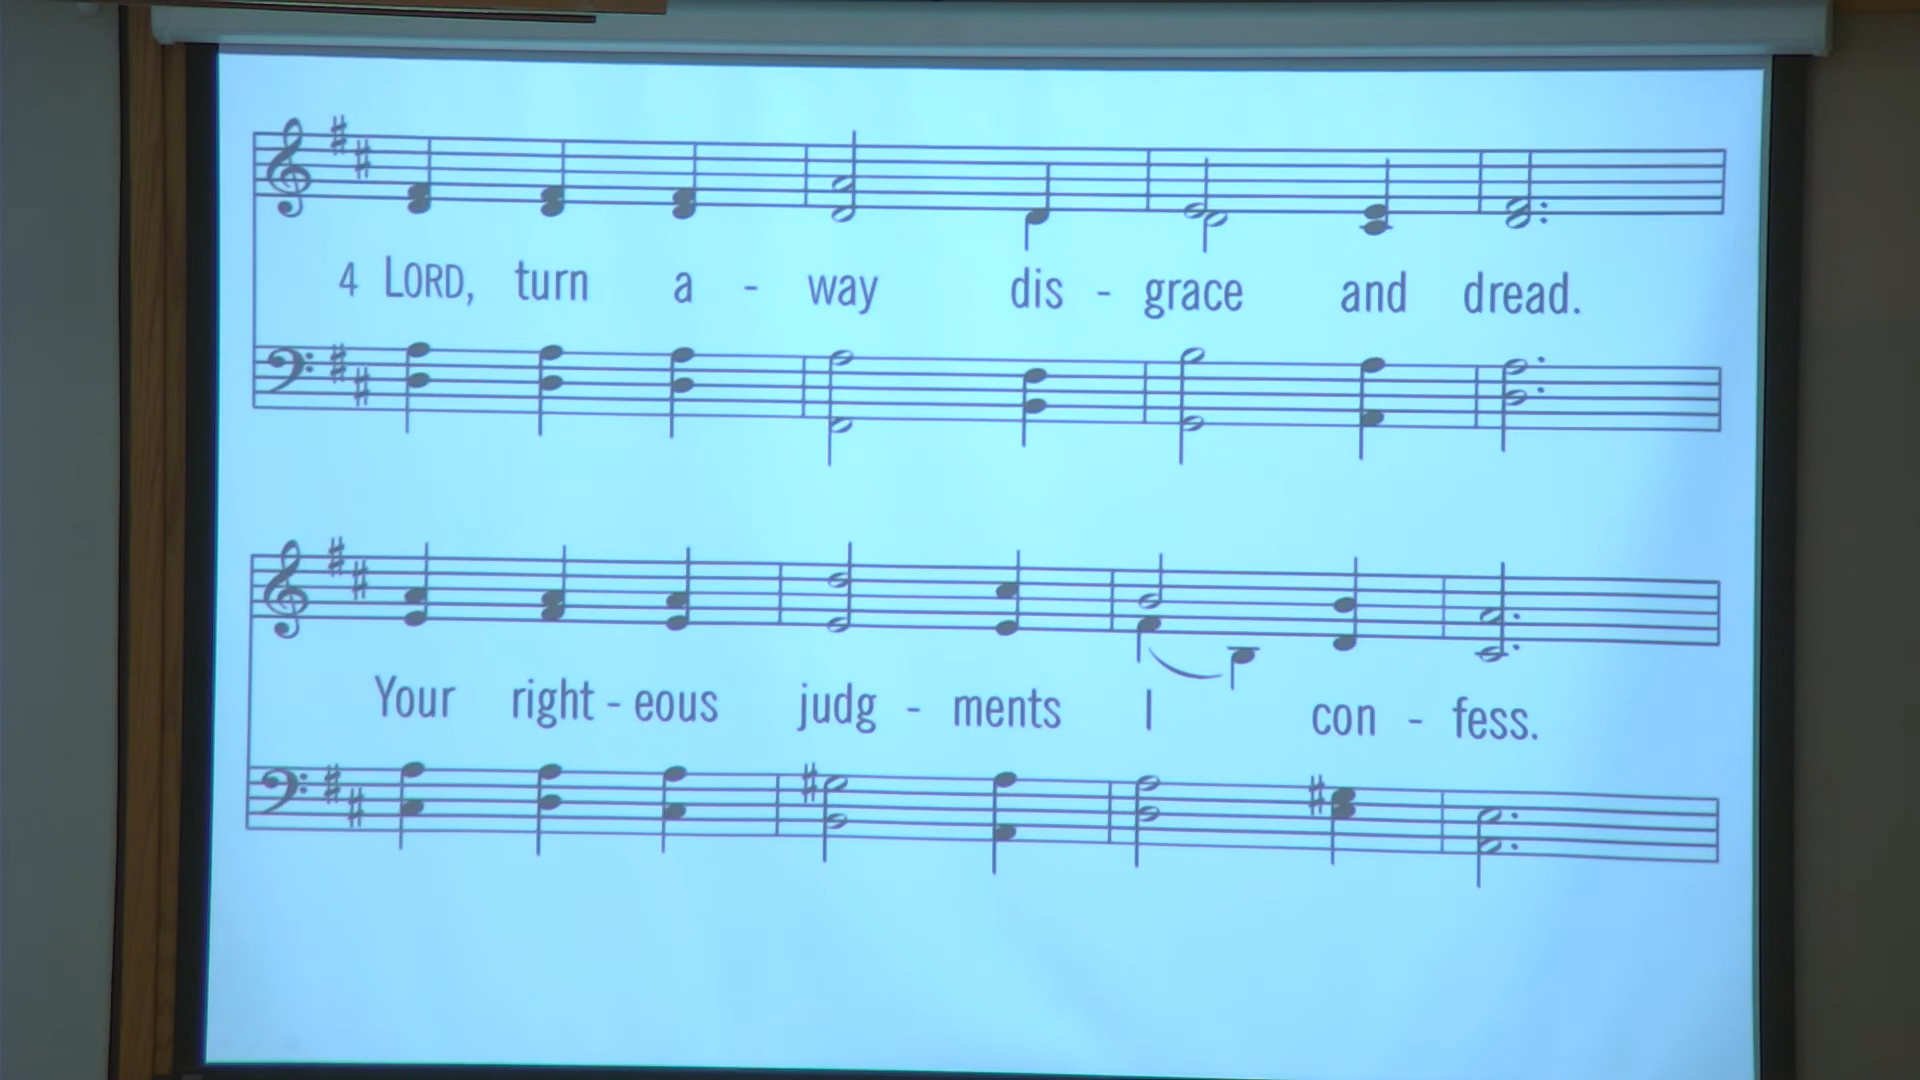 4 LORD, turn a - way dis - grace and dread.
Your right - eous judg - ments I con - fess.